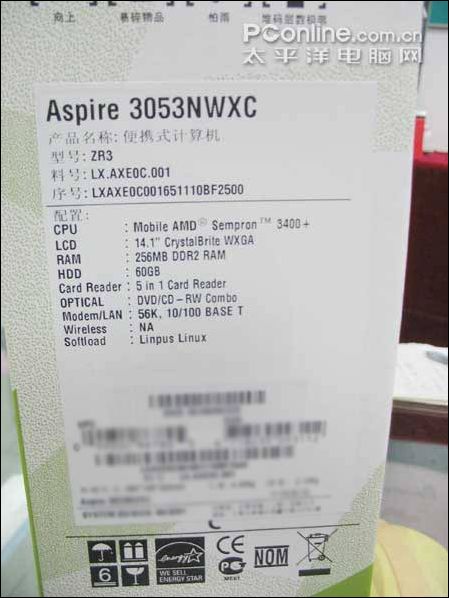 向上
易碎精品
怕雨
堆码层数极限
PConline.com.cn
太平洋电脑网
Aspire 3053NWXC
产品名称: 便携式计算机
型号: ZR3
料号: LX.AXE0C.001
序号: LXAXE0C001651110BF2500
配置:
CPU : Mobile AMD® Sempron™ 3400+
LCD : 14.1" CrystalBrite WXGA
RAM : 256MB DDR2 RAM
HDD : 60GB
Card Reader : 5 in 1 Card Reader
OPTICAL : DVD/CD-RW Combo
Modem/LAN : 56K, 10/100 BASE T
Wireless : NA
Softload : Linpus Linux
6
WE SELL
ENERGY STAR
CE
ME61
NOM